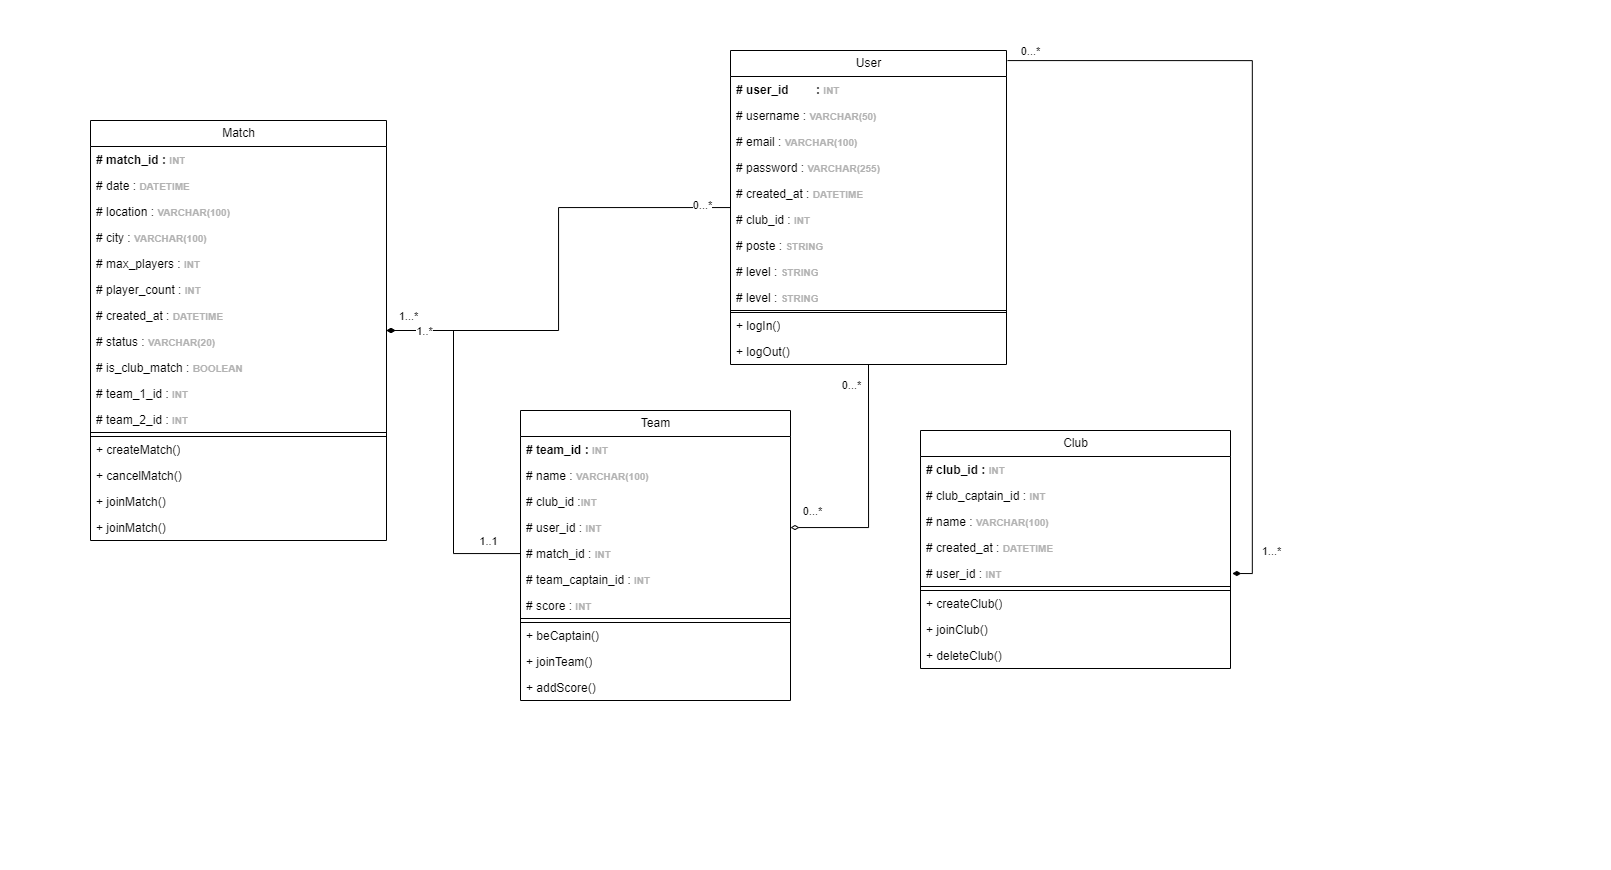 Match
# match_id : INT
# date : DATETIME
# location : VARCHAR(100)
# city : VARCHAR(100)
# max_players : INT
# player_count : INT
# created_at : DATETIME
# status : VARCHAR(20)
# is_club_match : BOOLEAN
# team_1_id : INT
# team_2_id : INT
+ createMatch()
+ cancelMatch()
+ joinMatch()
+ joinMatch()
1...*
1..*
0...*
User
# user_id : INT
# username : VARCHAR(50)
# email : VARCHAR(100)
# password : VARCHAR(255)
# created_at : DATETIME
# club_id : INT
# poste : STRING
# level : STRING
# level : STRING
+ logIn()
+ logOut()
0...*
0...*
1..1
Team
# team_id : INT
# name : VARCHAR(100)
# club_id :INT
# user_id : INT
# match_id : INT
# team_captain_id : INT
# score : INT
+ beCaptain()
+ joinTeam()
+ addScore()
0...*
Club
# club_id : INT
# club_captain_id : INT
# name : VARCHAR(100)
# created_at : DATETIME
# user_id : INT
+ createClub()
+ joinClub()
+ deleteClub()
1...*